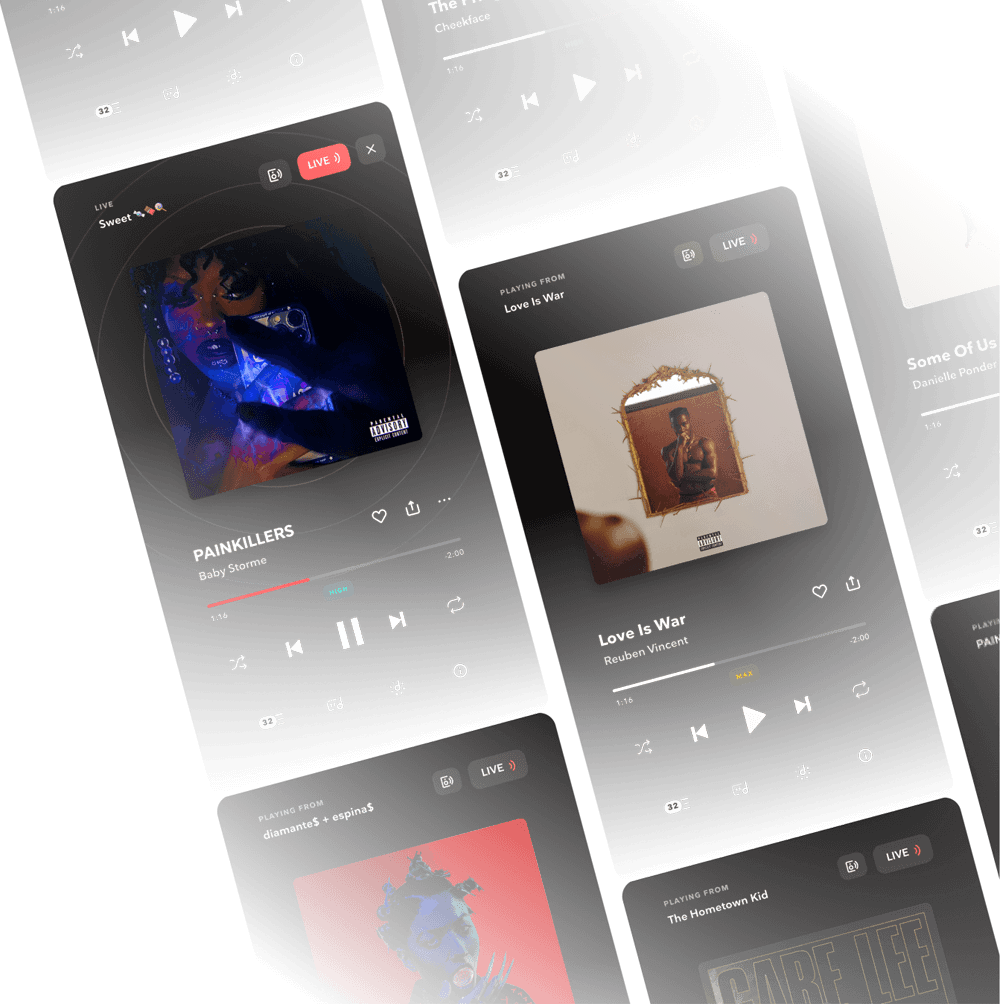 1:16
32
The
Cheekface
1:16
32
LIVE
Sweet
LIVE
PARENTAL
ADVISORY
EXPLICIT CONTENT
PAINKILLERS
Baby Storme
1:16
-2:00
HIGH
32
PLAYING FROM
Love Is War
LIVE
PARENTAL
ADVISORY
EXPLICIT CONTENT
Love Is War
Reuben Vincent
1:16
-2:00
MAX
32
Some Of Us
Danielle Ponder
1:16
32
PLAYING FROM
diamante$ + espina$
LIVE
PLAYING FROM
The Hometown Kid
LIVE
GABE LEE
PLAYI
PAIN